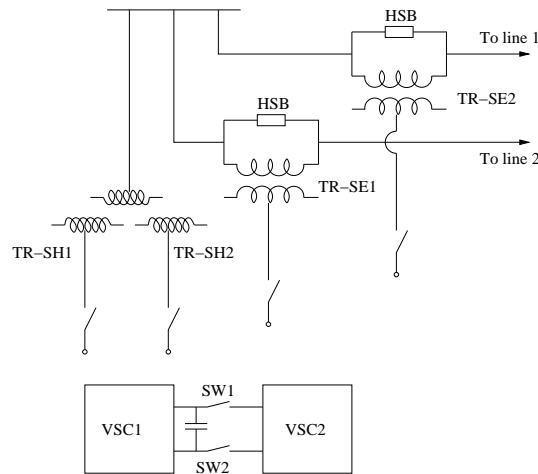 HSB
To line 1
TR−SE2
HSB
To line 2
TR−SE1
TR−SH1
TR−SH2
SW1
VSC1
VSC2
SW2